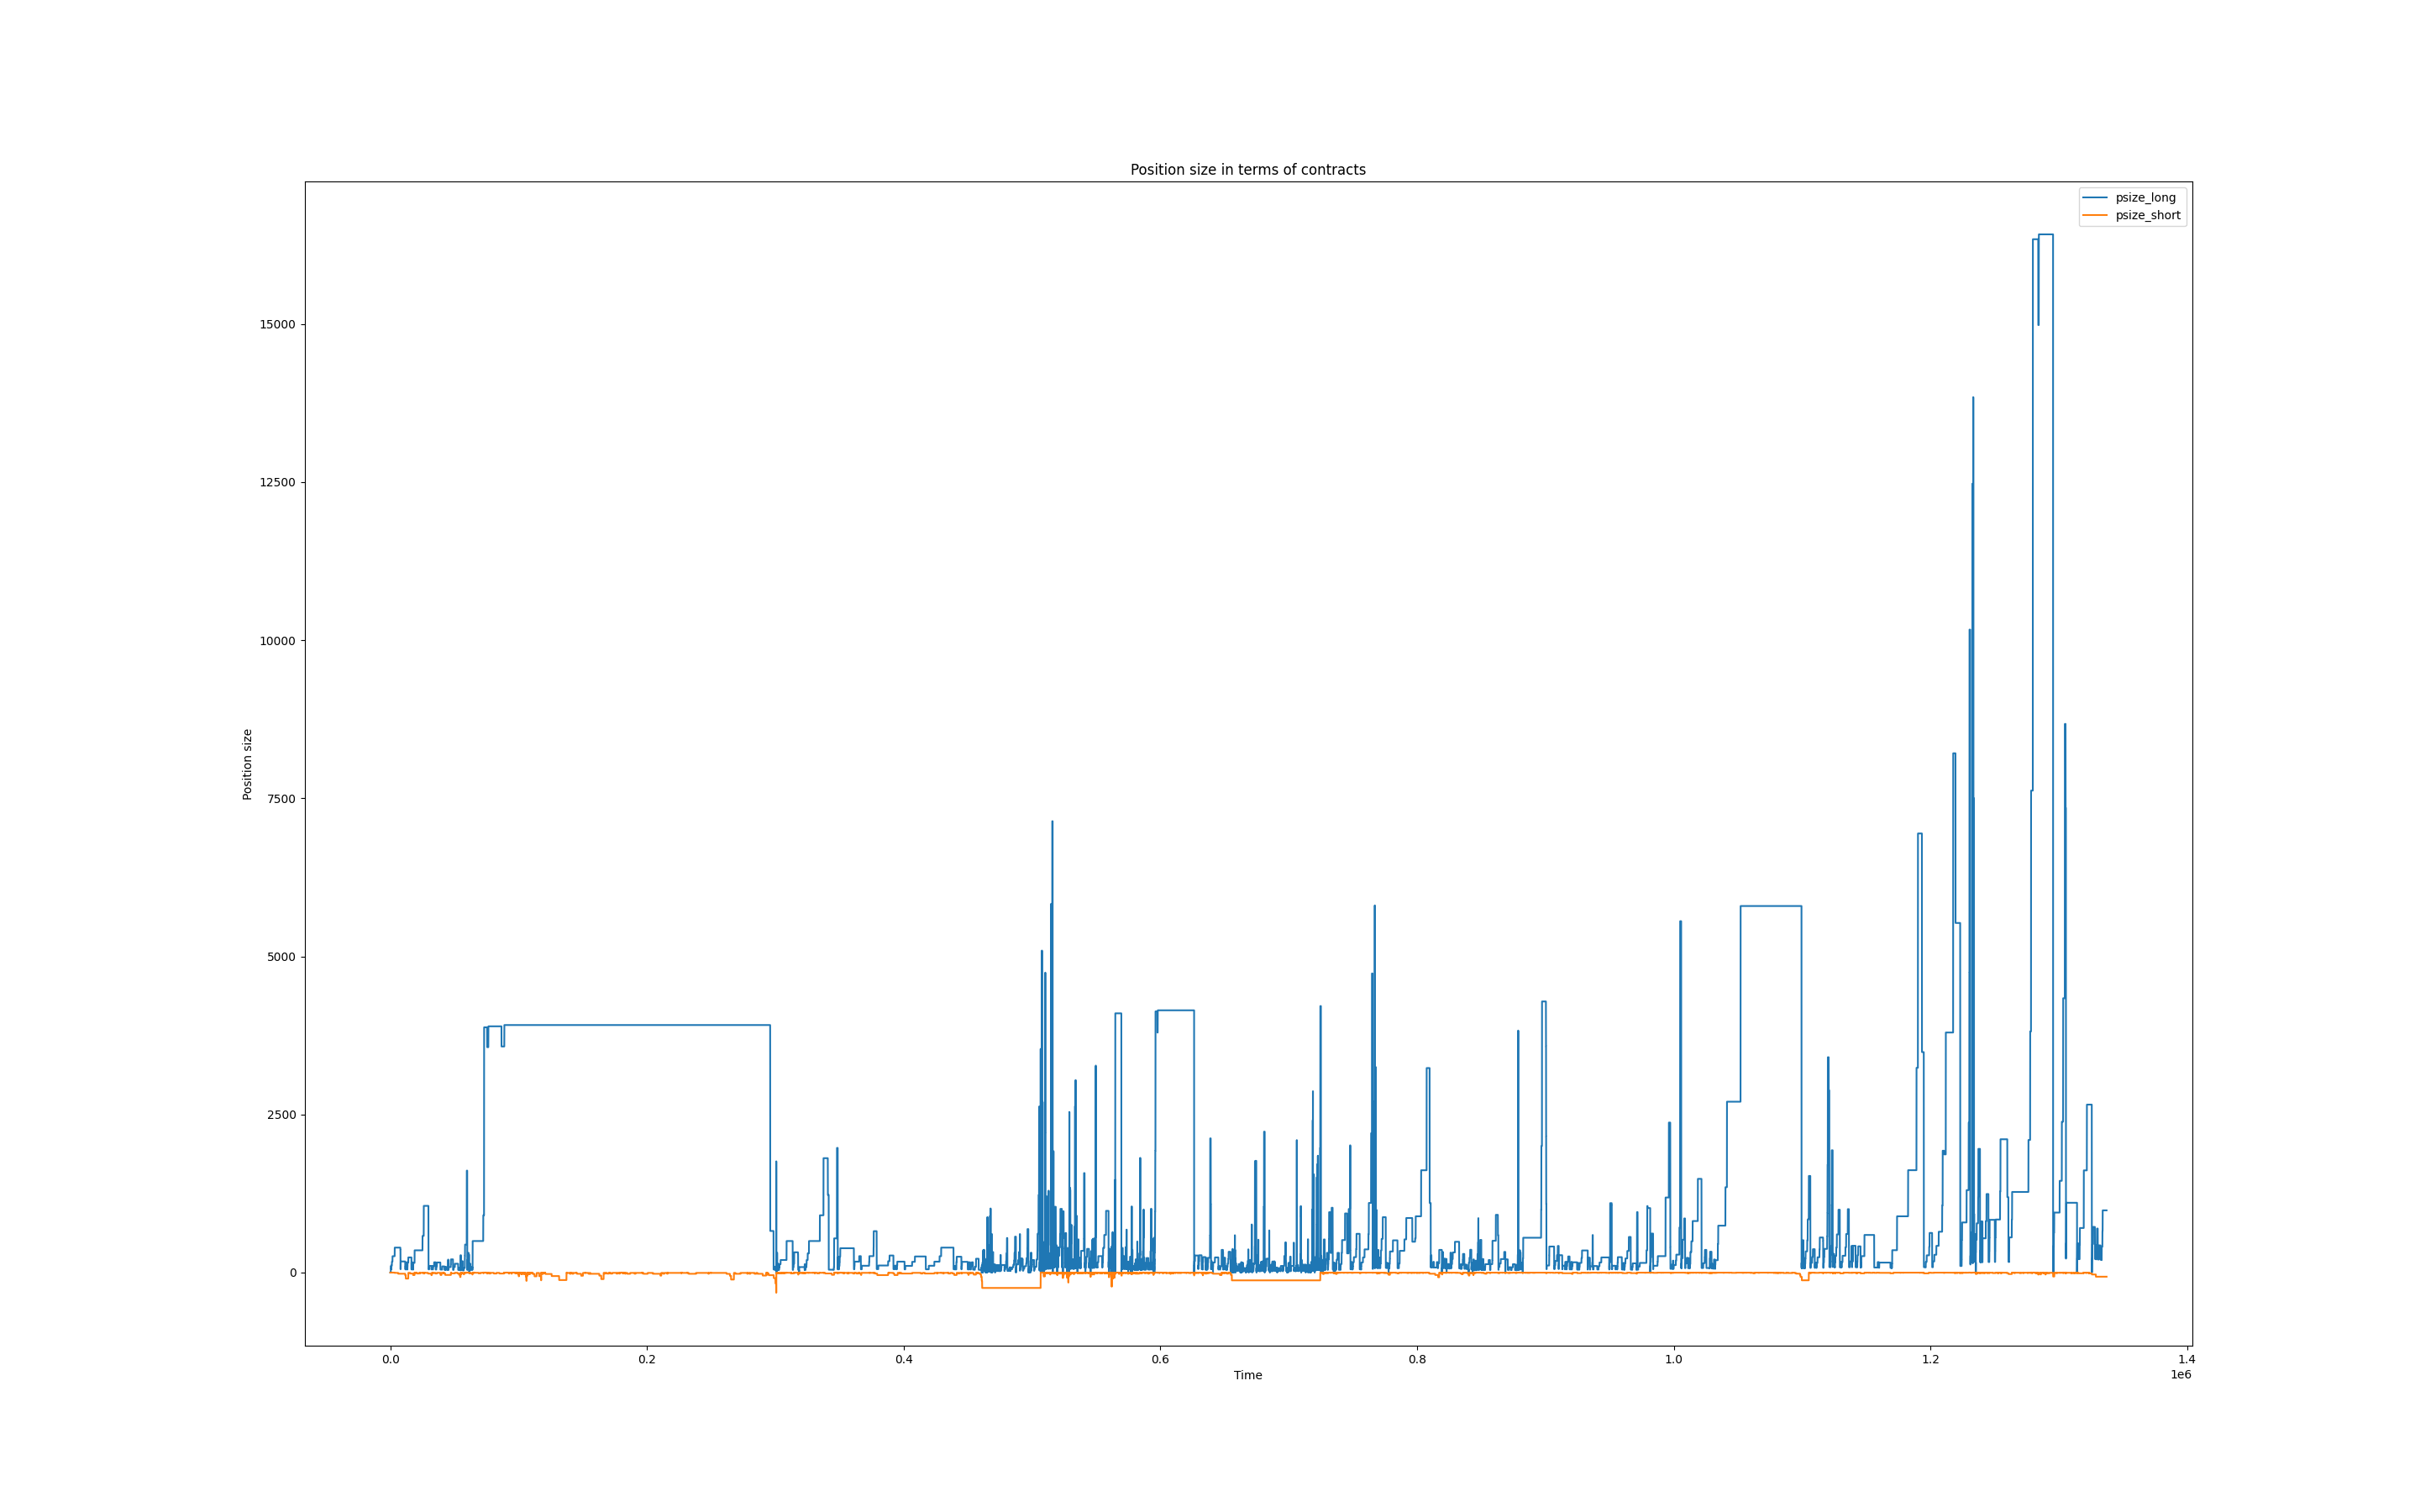 Position size in terms of contracts
psize_long
psize_short
15000
12500
10000
7500
5000
2500
0
Position size
0.0 0.2 0.4 0.6 0.8 1.0 1.2 1.4
Time
1e6